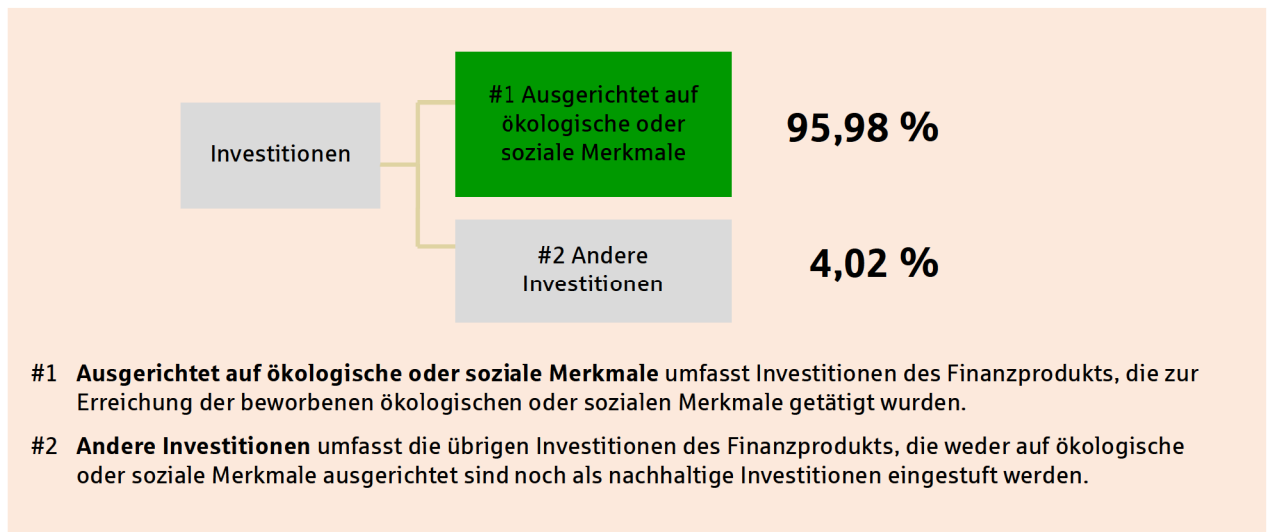 #1 Ausgerichtet auf
ökologische oder
soziale Merkmale
95,98 %
Investitionen
#2 Andere
Investitionen
4,02 %
#1 Ausgerichtet auf ökologische oder soziale Merkmale umfasst Investitionen des Finanzprodukts, die zur
Erreichung der beworbenen ökologischen oder sozialen Merkmale getätigt wurden.
#2 Andere Investitionen umfasst die übrigen Investitionen des Finanzprodukts, die weder auf ökologische
oder soziale Merkmale ausgerichtet sind noch als nachhaltige Investitionen eingestuft werden.